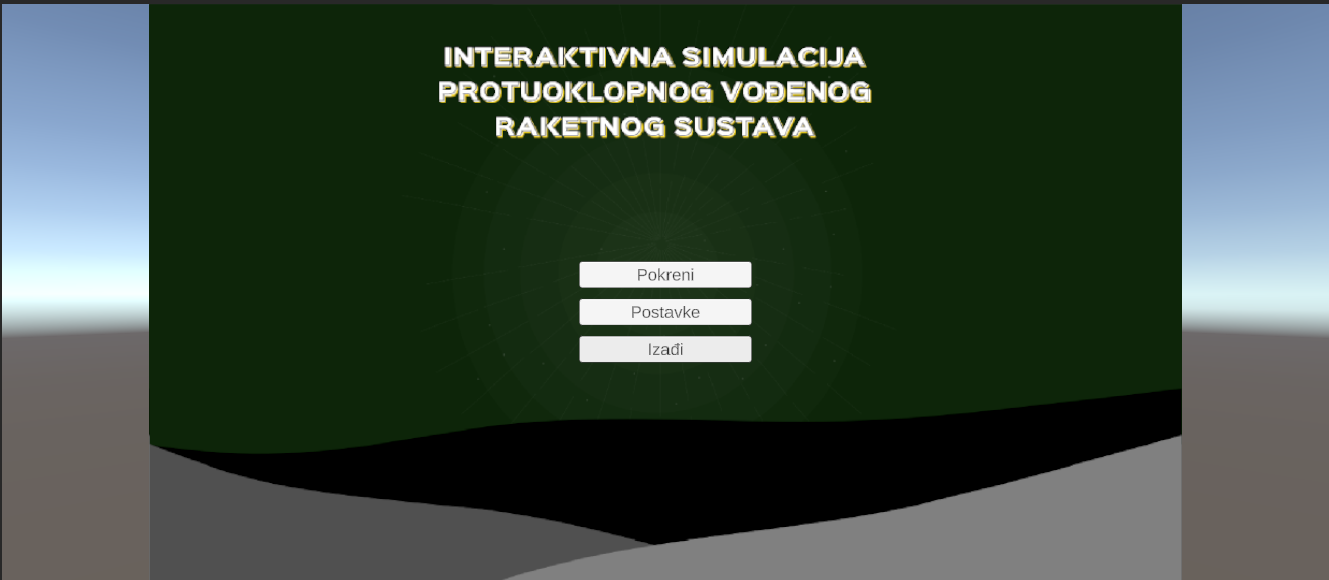 INTERAKTIVNA SIMULACIJA
PROTUOKLOPNOG VOĐENOG
RAKETNOG SUSTAVA
Pokreni
Postavke
Izađi